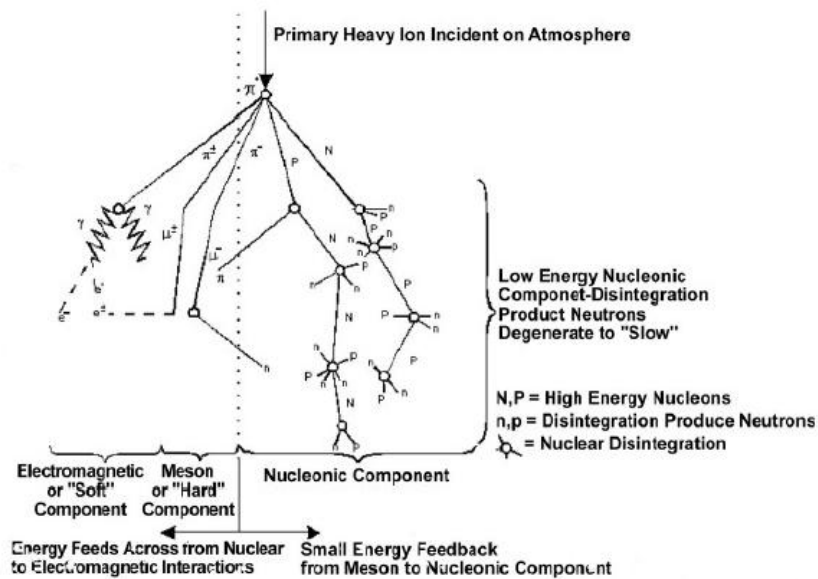 Primary Heavy Ion Incident on Atmosphere
π⁺
π±
π⁻
P
N
n
P
P
γ
γ
μ±
N
n
n
n
p
μ⁻
π
n
p
n
P
e⁻
e±
N
P
n
n
n
p
P
n
n
P
n
n
P
n
N
n
p
Low Energy Nucleonic
Componet-Disintegration
Product Neutrons
Degenerate to "Slow"
N,P = High Energy Nucleons
n,p = Disintegration Produce Neutrons
= Nuclear Disintegration
Electromagnetic
or "Soft"
Component
Meson
or "Hard"
Component
Nucleonic Component
Energy Feeds Across from Nuclear
to Electromagnetic Interactions
Small Energy Feedback
from Meson to Nucleonic Component